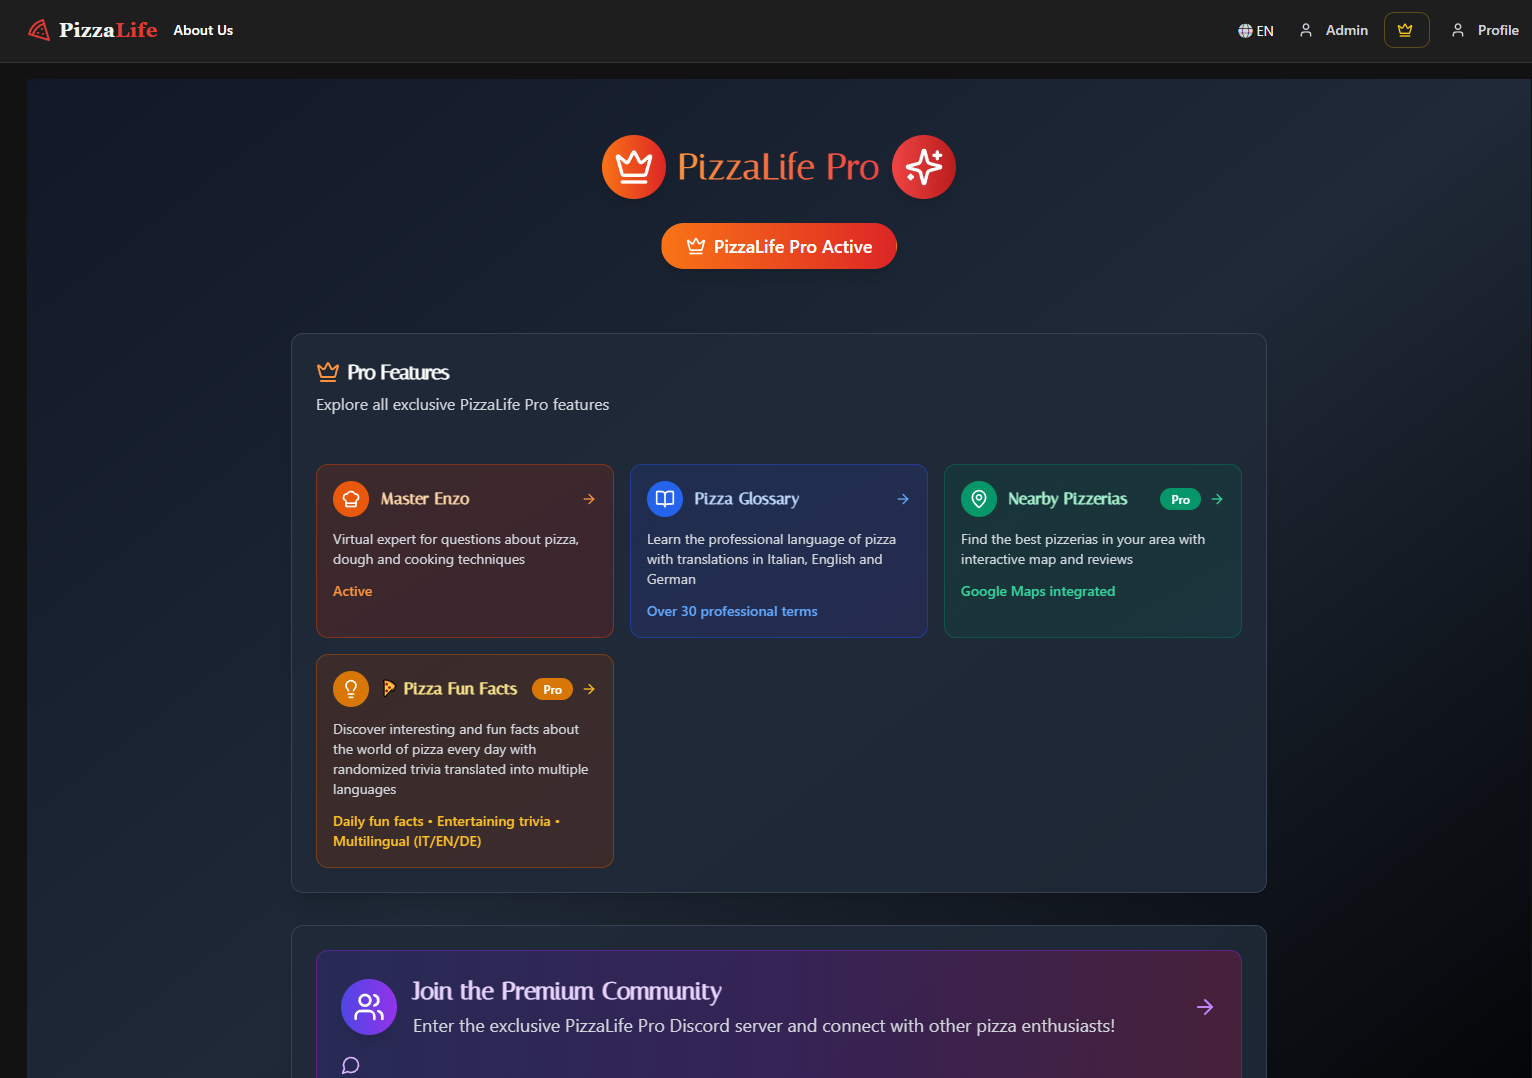 PizzaLife About Us EN Admin Profile
PizzaLife Pro
PizzaLife Pro Active
Pro Features
Explore all exclusive PizzaLife Pro features
Master Enzo
Virtual expert for questions about pizza,
dough and cooking techniques
Active
Pizza Glossary
Learn the professional language of pizza
with translations in Italian, English and
German
Over 30 professional terms
Nearby Pizzerias Pro
Find the best pizzerias in your area with
interactive map and reviews
Google Maps integrated
Pizza Fun Facts Pro
Discover interesting and fun facts about
the world of pizza every day with
randomized trivia translated into multiple
languages
Daily fun facts • Entertaining trivia •
Multilingual (IT/EN/DE)
Join the Premium Community
Enter the exclusive PizzaLife Pro Discord server and connect with other pizza enthusiasts!